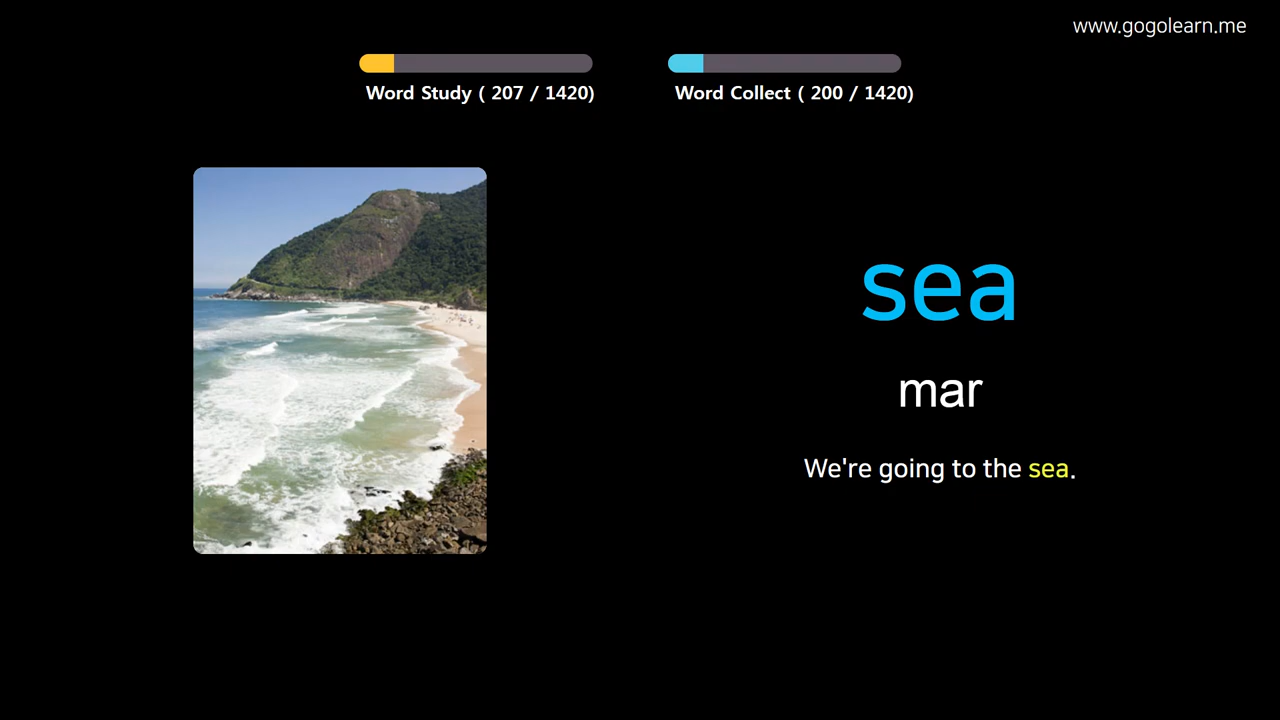 www.gogolearn.me
Word Study ( 207 / 1420)
Word Collect ( 200 / 1420)
sea
mar
We're going to the sea.